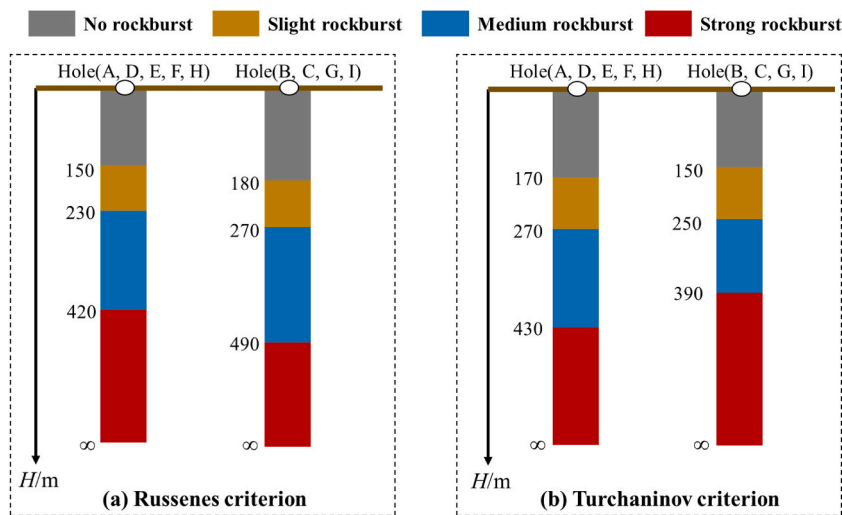 No rockburst Slight rockburst Medium rockburst Strong rockburst
Hole(A, D, E, F, H) Hole(B, C, G, I)
150
180
230
270
420
490
∞ ∞
H/m
(a) Russenes criterion
Hole(A, D, E, F, H) Hole(B, C, G, I)
170
150
270
250
430
390
∞ ∞
H/m
(b) Turchaninov criterion